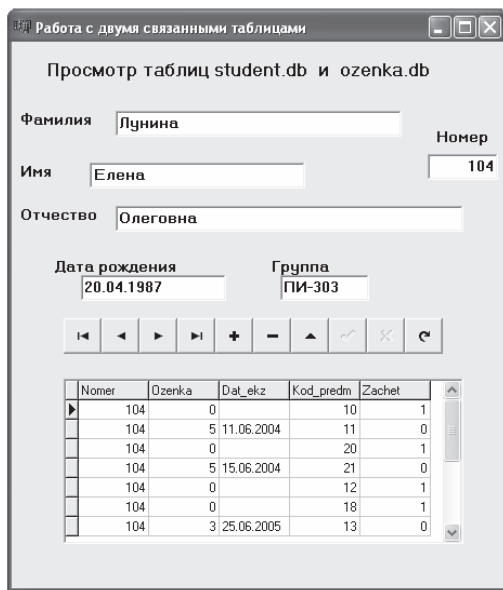 Работа с двумя связанными таблицами
Просмотр таблиц student.db и ozenka.db
Фамилия Лунина
Номер
104
Имя Елена
Отчество Олеговна
Дата рождения Группа
20.04.1987 ПИ-303
Nomer Ozenka Dat_ekz Kod_predm Zachet
104 0 10 1
104 5 11.06.2004 11 0
104 0 20 1
104 5 15.06.2004 21 0
104 0 12 1
104 0 18 1
104 3 25.06.2005 13 0